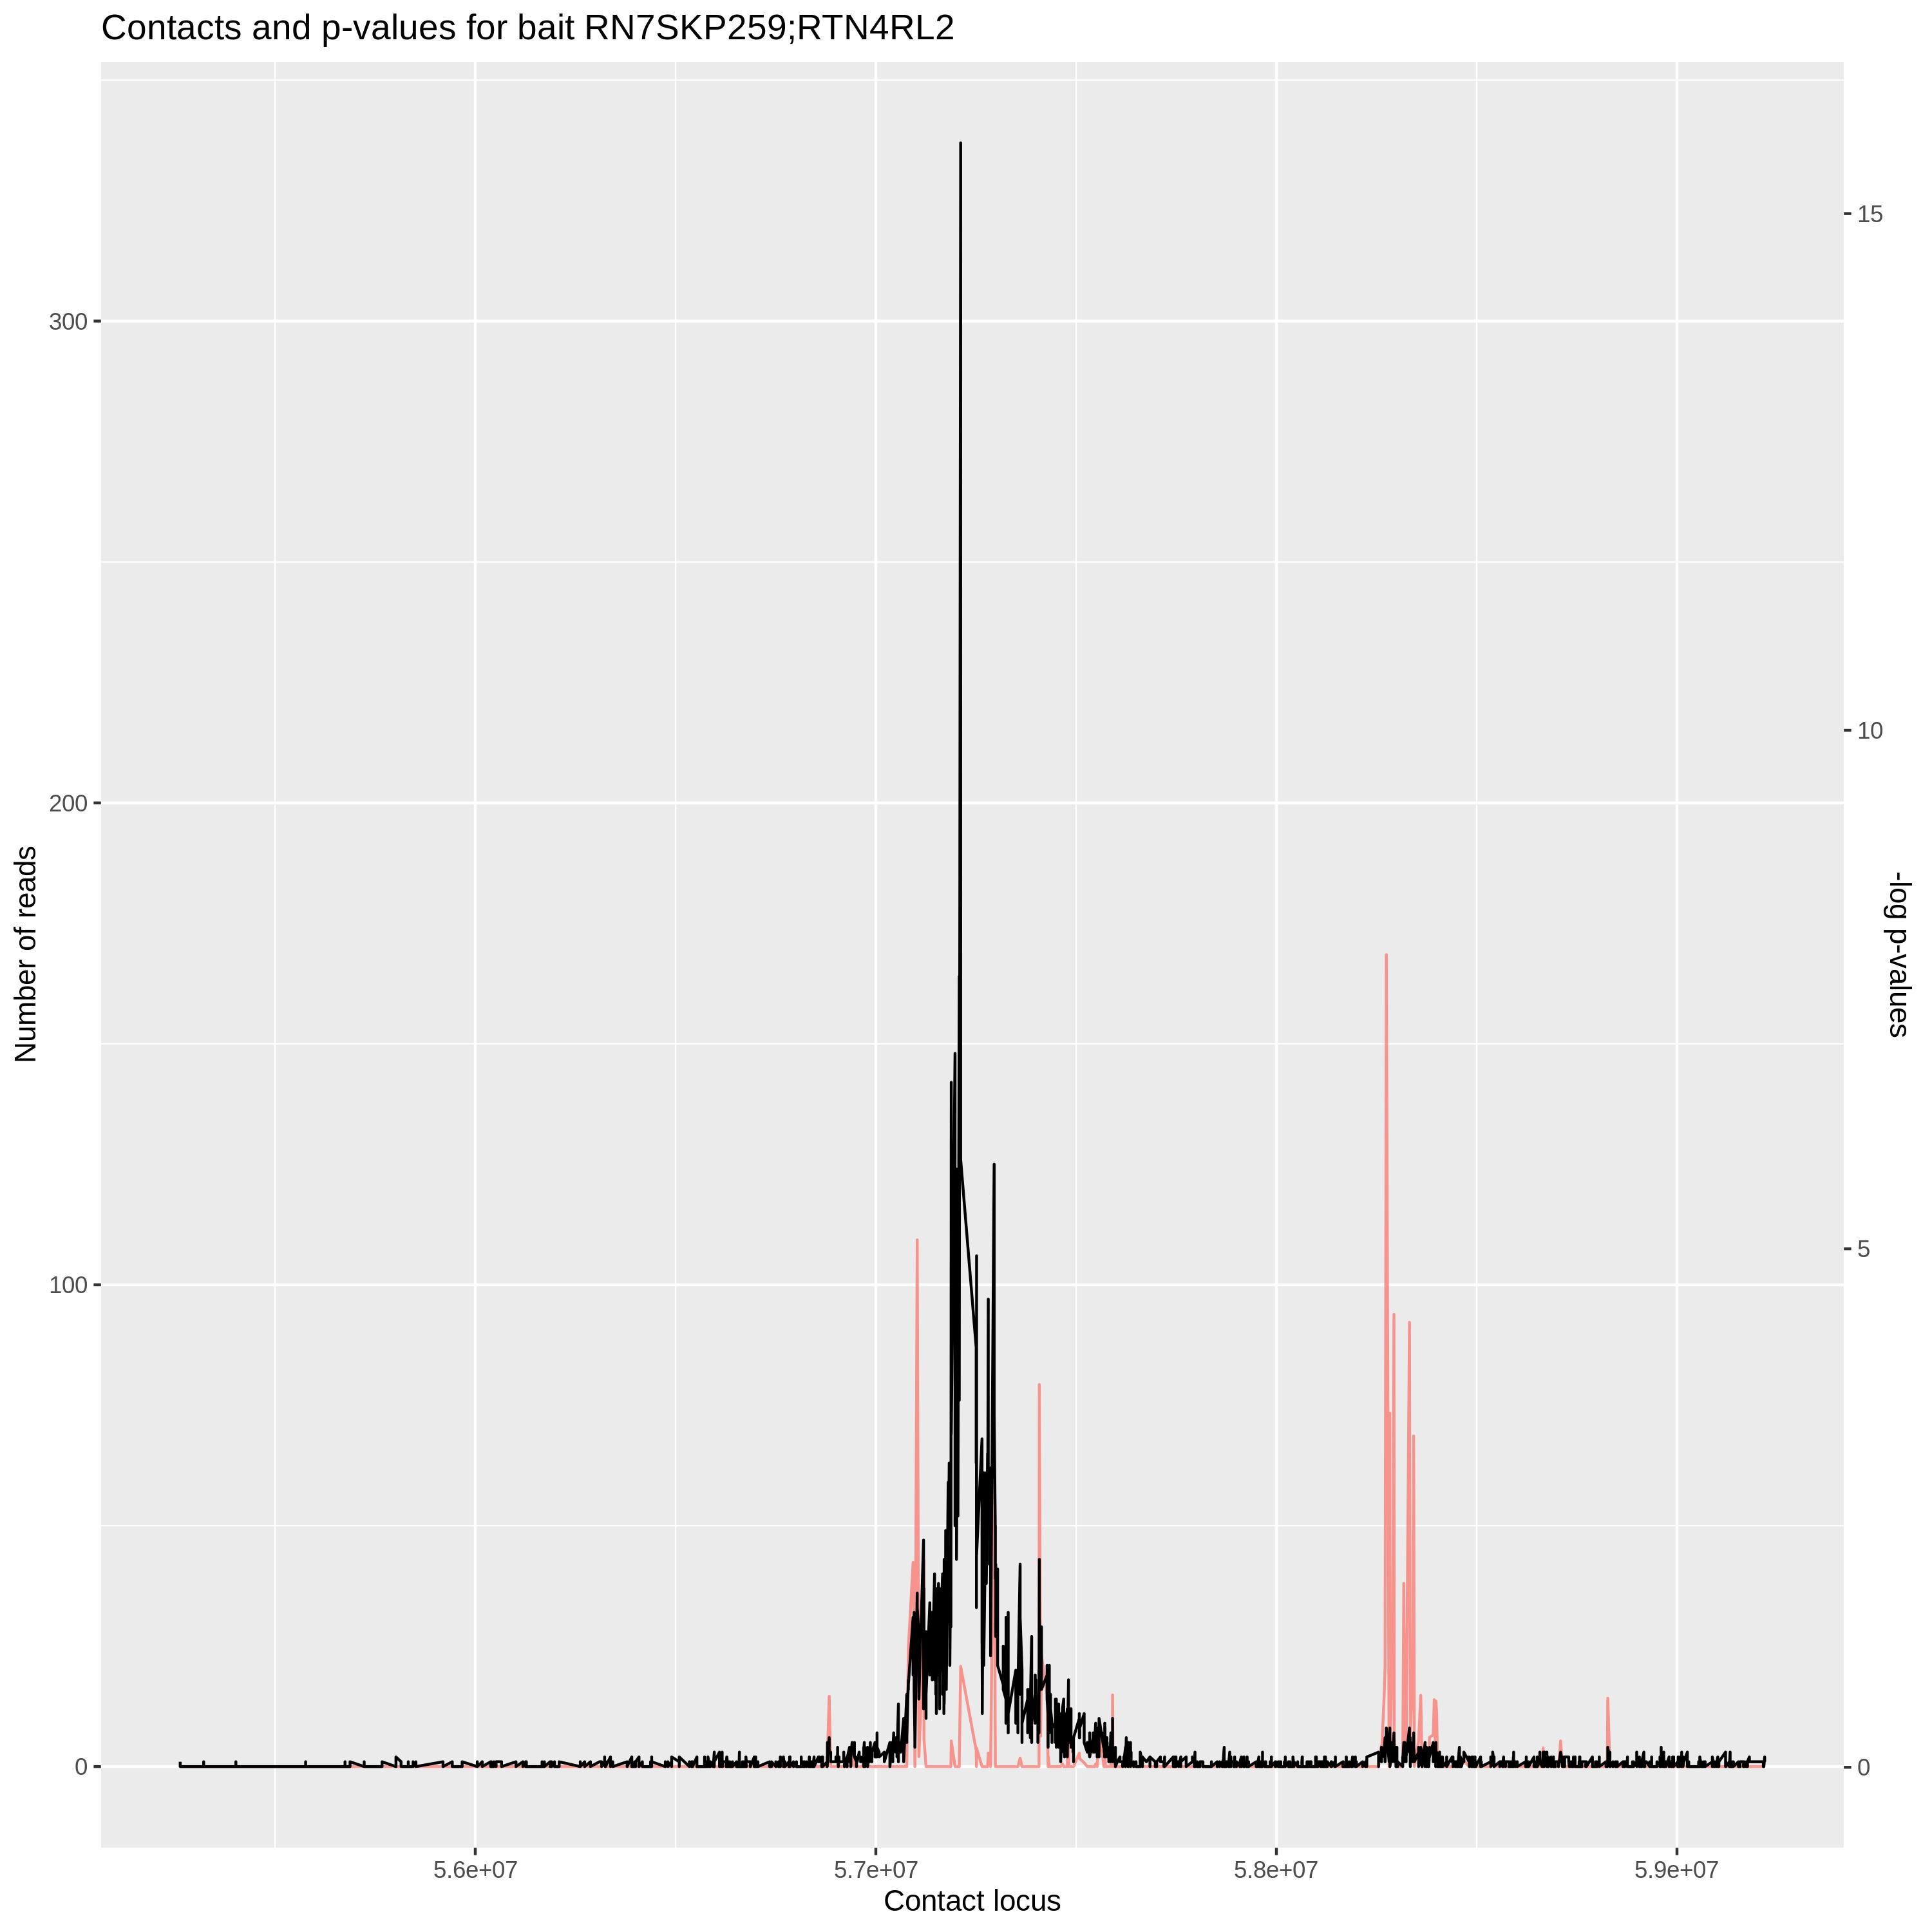 Contacts and p-values for bait RN7SKP259;RTN4RL2
300
200
100
0
Number of reads
15
10
5
0
-log p-values
5.6e+07
5.7e+07
5.8e+07
5.9e+07
Contact locus